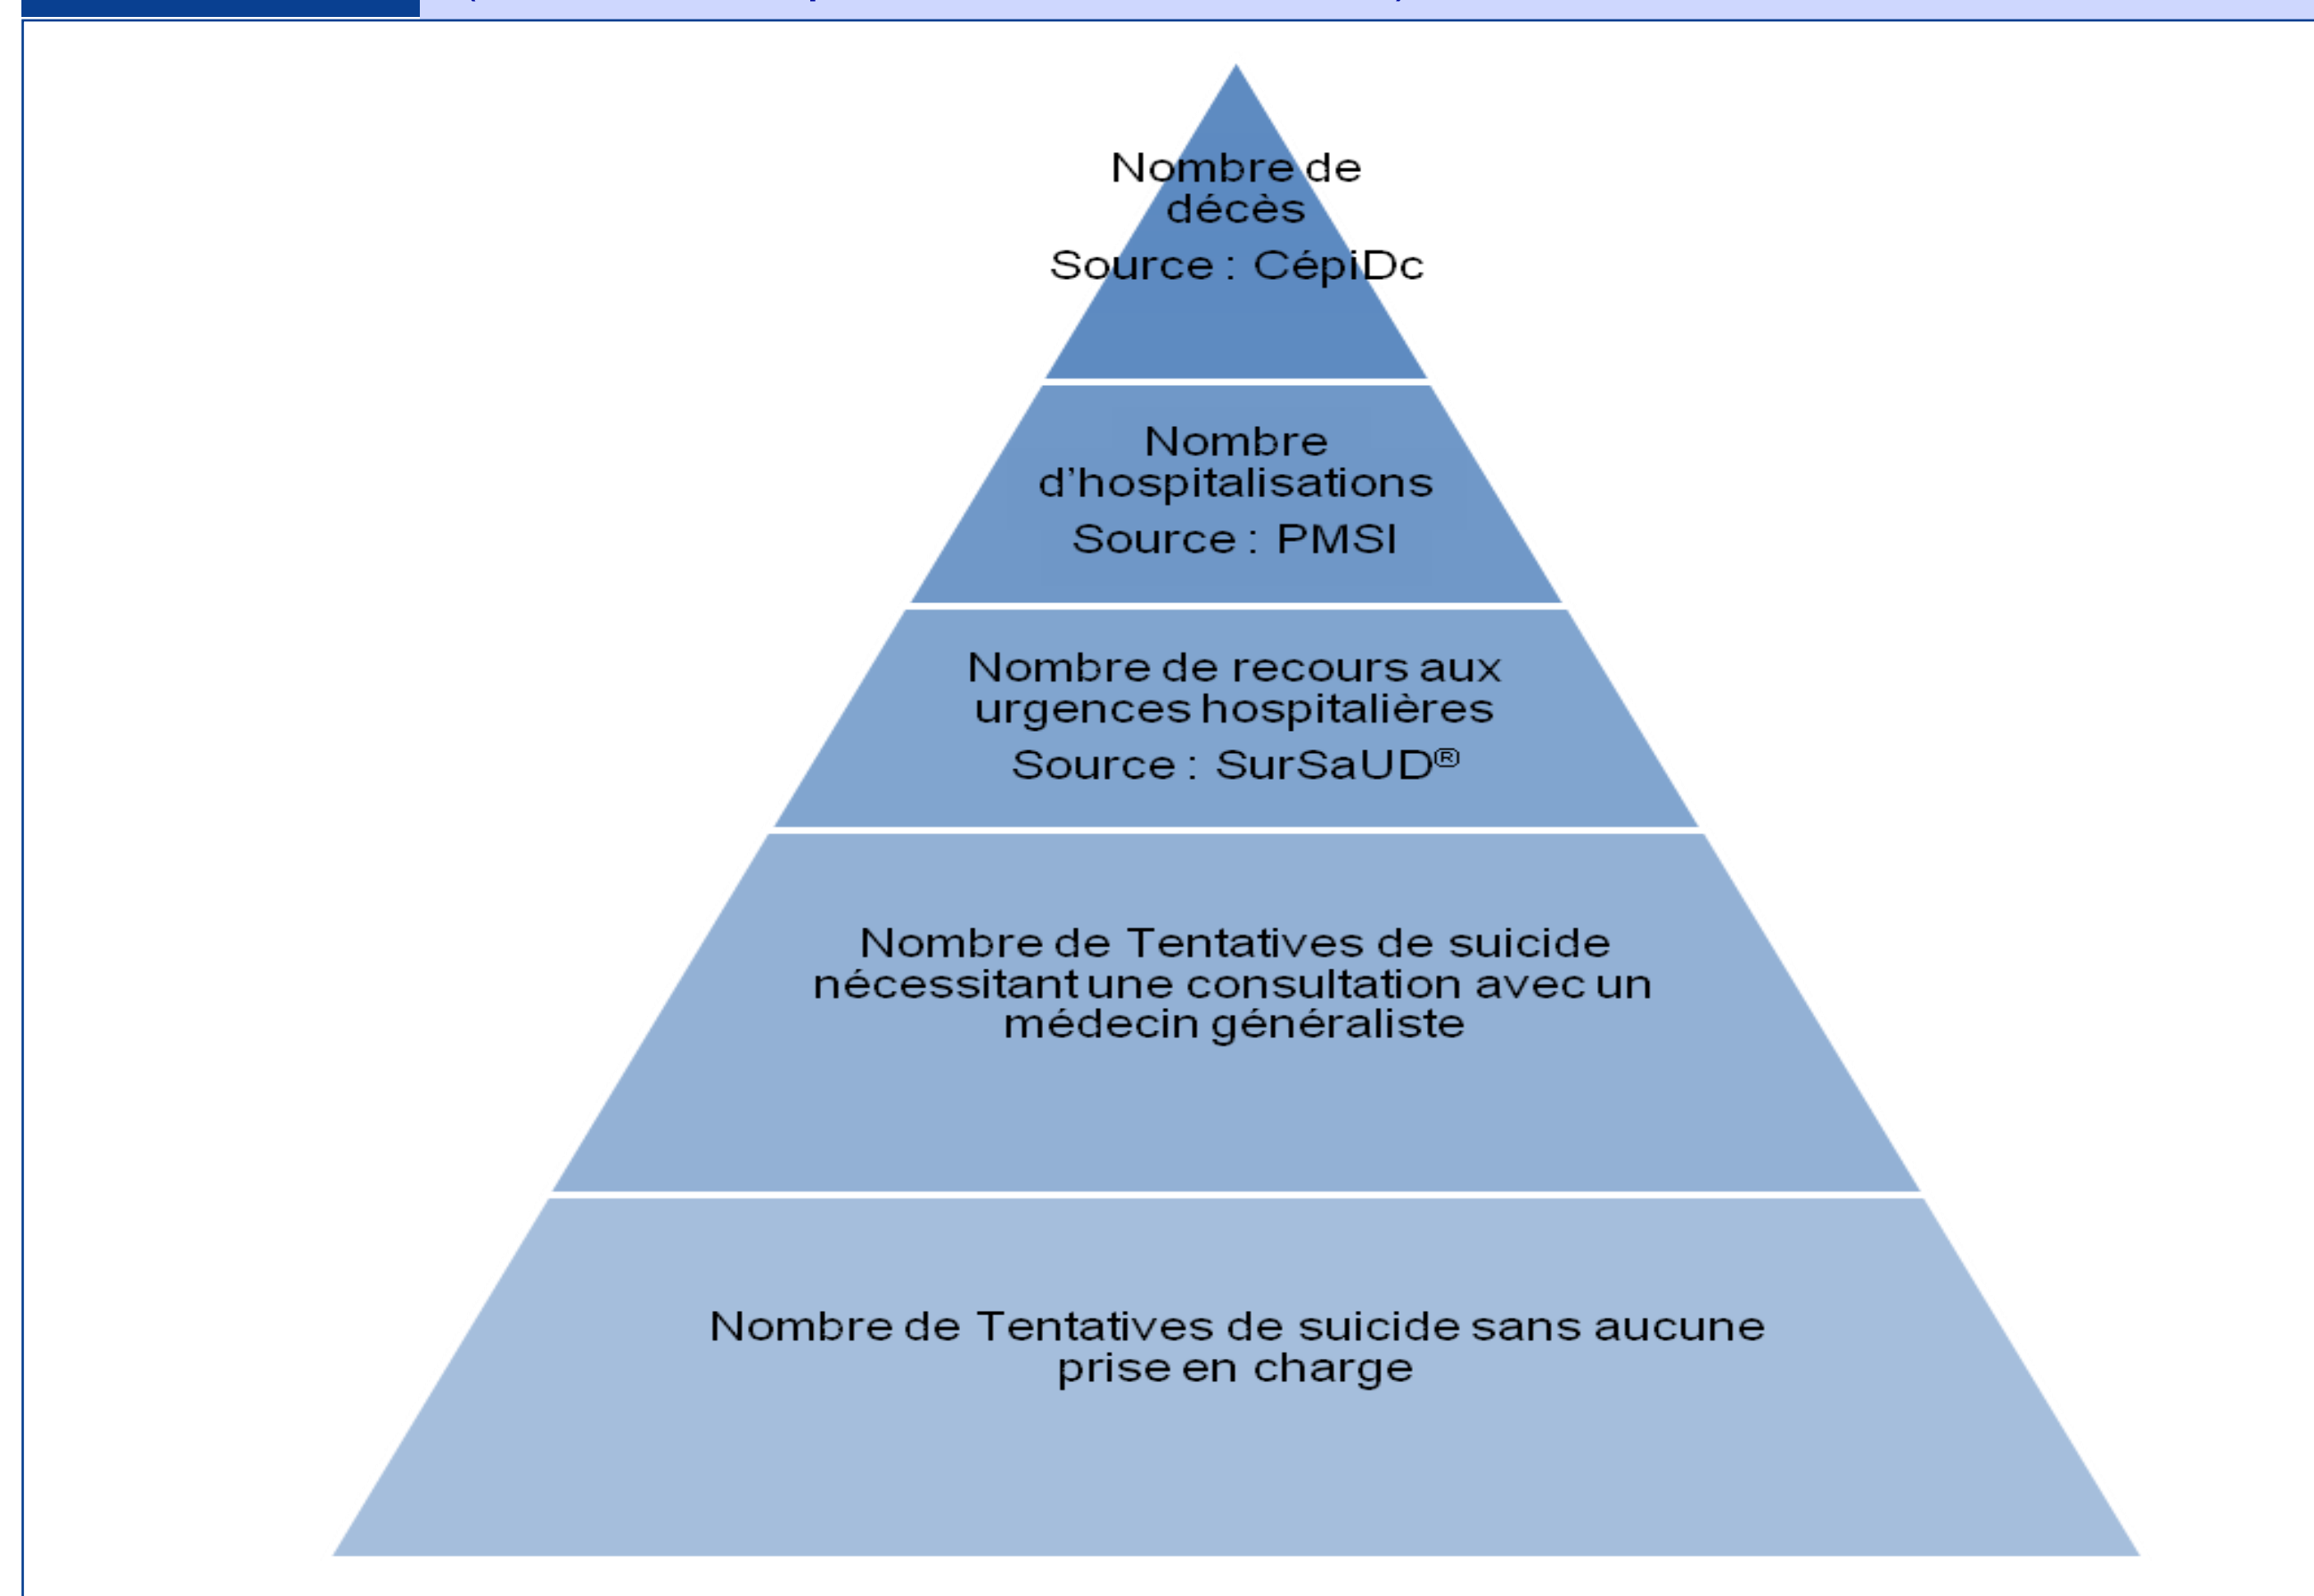 Nombre de
décès
Source : CépiDc
Nombre
d’hospitalisations
Source : PMSI
Nombre de recours aux
urgences hospitalières
Source : SurSaUD®
Nombre de Tentatives de suicide
nécessitant une consultation avec un
médecin généraliste
Nombre de Tentatives de suicide sans aucune
prise en charge